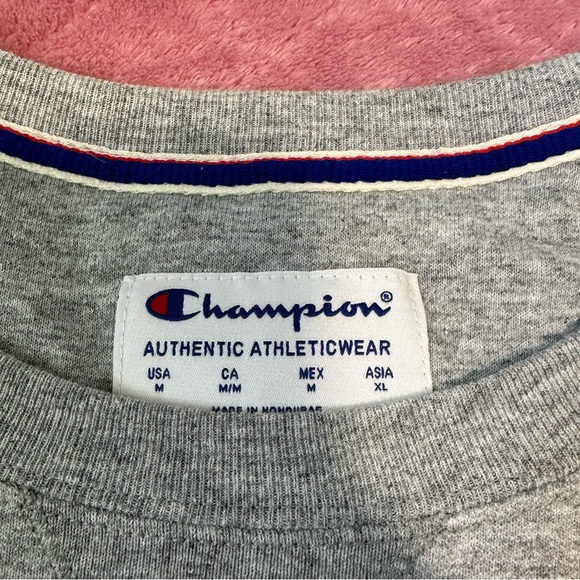 Champion®
AUTHENTIC ATHLETICWEAR
USA CA MEX ASIA
M M/M M XL
MADE IN HONDURAS